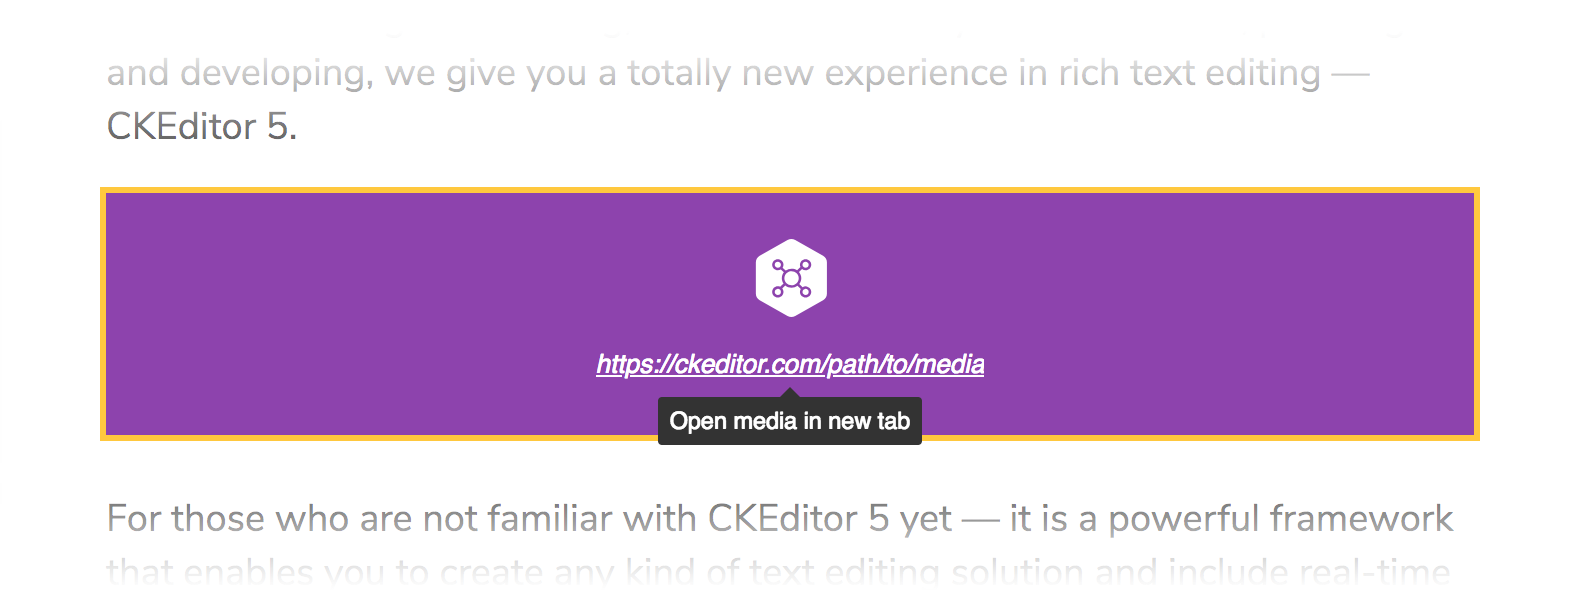 and developing, we give you a totally new experience in rich text editing —
CKEditor 5.
https://ckeditor.com/path/to/media
Open media in new tab
For those who are not familiar with CKEditor 5 yet — it is a powerful framework
that enables you to create any kind of text editing solution and include real-time